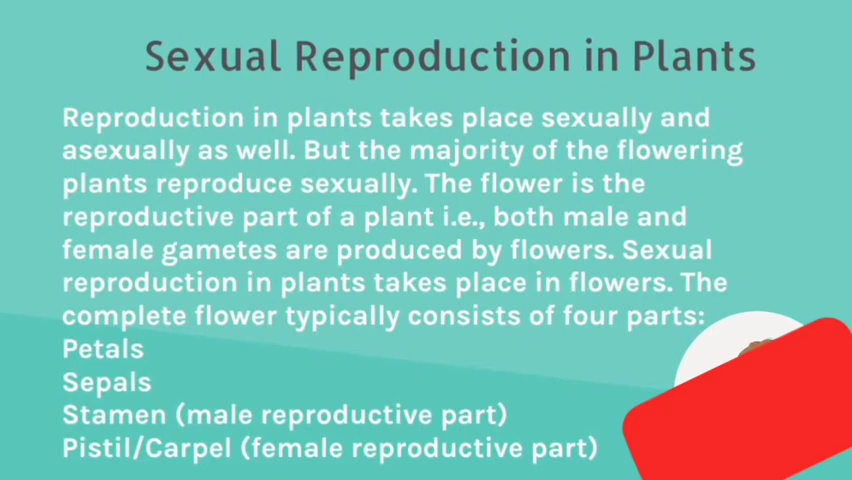 Sexual Reproduction in Plants
Reproduction in plants takes place sexually and
asexually as well. But the majority of the flowering
plants reproduce sexually. The flower is the
reproductive part of a plant i.e., both male and
female gametes are produced by flowers. Sexual
reproduction in plants takes place in flowers. The
complete flower typically consists of four parts:
Petals
Sepals
Stamen (male reproductive part)
Pistil/Carpel (female reproductive part)